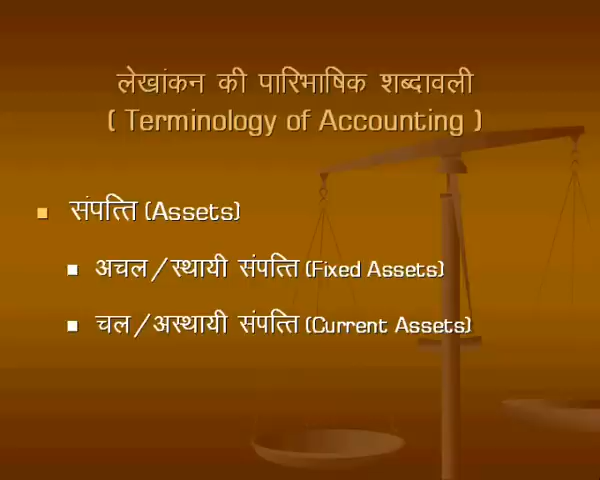 लेखांकन की पारिभाषिक शब्दावली
( Terminology of Accounting )
संपत्ति (Assets)
अचल/स्थायी संपत्ति (Fixed Assets)
चल/अस्थायी संपत्ति (Current Assets)